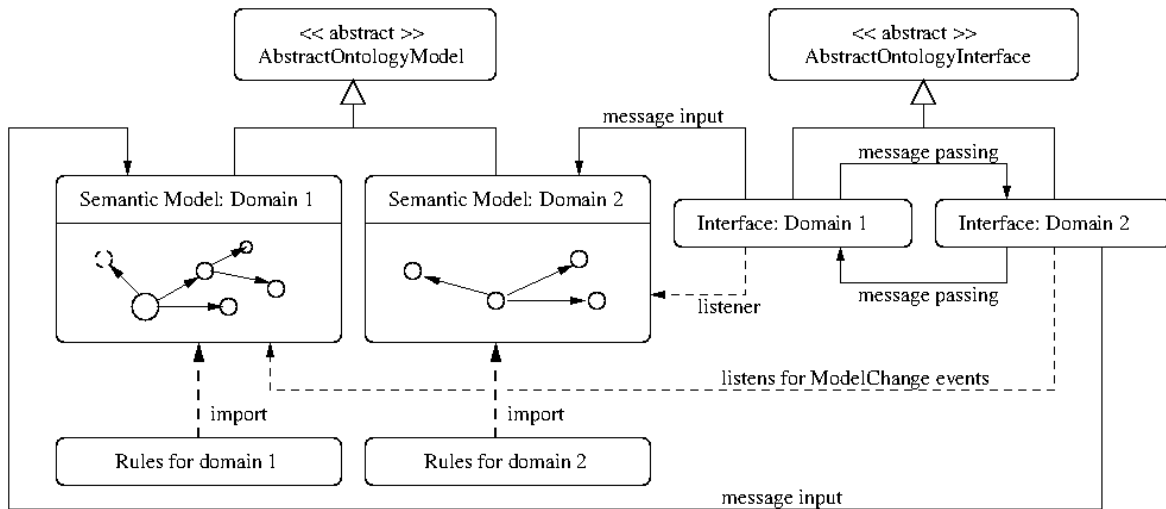 << abstract >>
AbstractOntologyModel
<< abstract >>
AbstractOntologyInterface
message input
message passing
Semantic Model: Domain 1
Semantic Model: Domain 2
Interface: Domain 1
Interface: Domain 2
message passing
listener
listens for ModelChange events
import
import
Rules for domain 1
Rules for domain 2
message input